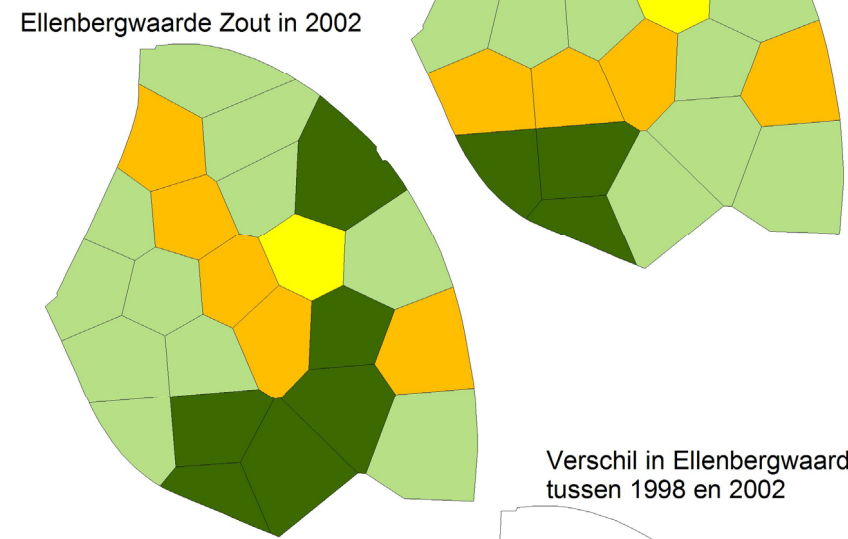 Ellenbergwaarde Zout in 2002
Verschil in Ellenbergwaard
tussen 1998 en 2002